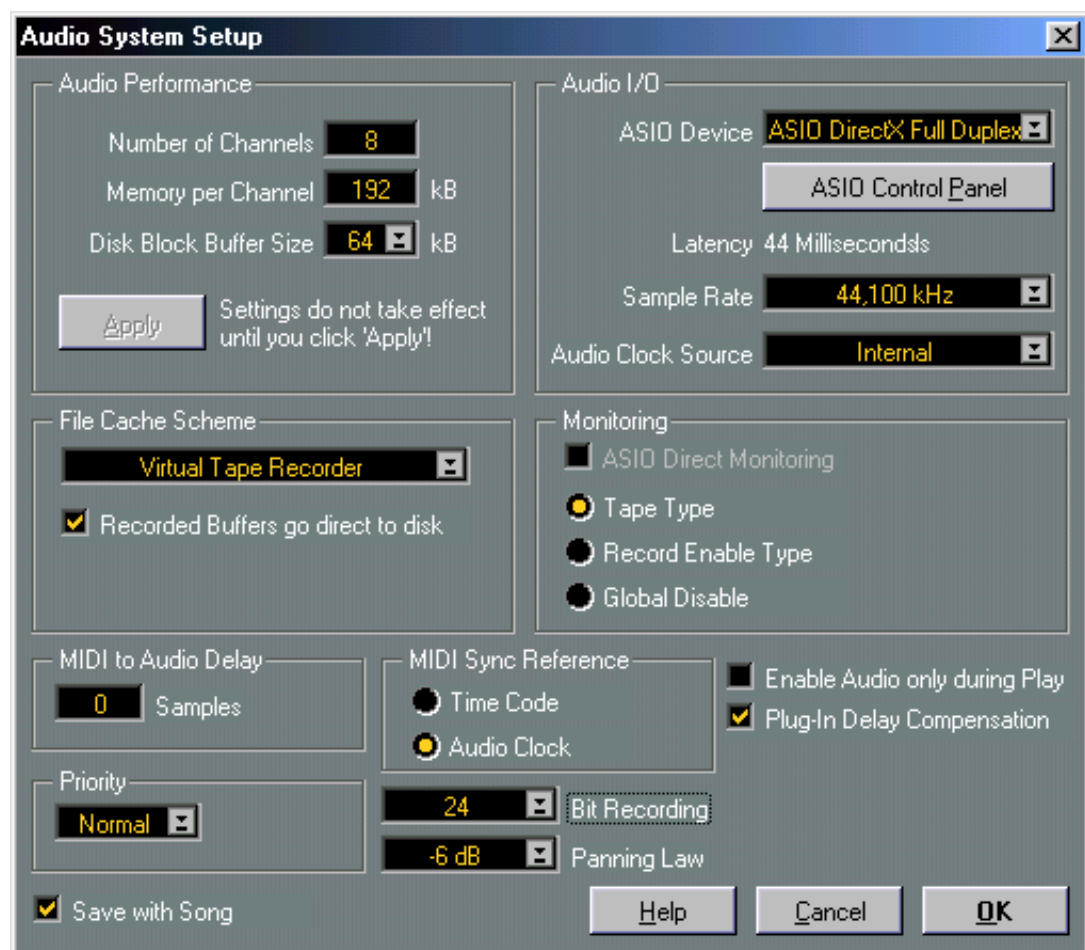 Audio System Setup
Audio Performance
Number of Channels 8
Memory per Channel 192 kB
Disk Block Buffer Size 64 kB
Apply
Settings do not take effect
until you click 'Apply'!
Audio I/O
ASIO Device ASIO DirectX Full Duplex
ASIO Control Panel
Latency 44 Millisecondsls
Sample Rate 44,100 kHz
Audio Clock Source Internal
File Cache Scheme
Virtual Tape Recorder
Recorded Buffers go direct to disk
Monitoring
ASIO Direct Monitoring
Tape Type
Record Enable Type
Global Disable
MIDI to Audio Delay
0 Samples
MIDI Sync Reference
Time Code
Audio Clock
Enable Audio only during Play
Plug-In Delay Compensation
Priority
Normal
24 Bit Recording
-6 dB Panning Law
Save with Song
Help
Cancel
OK